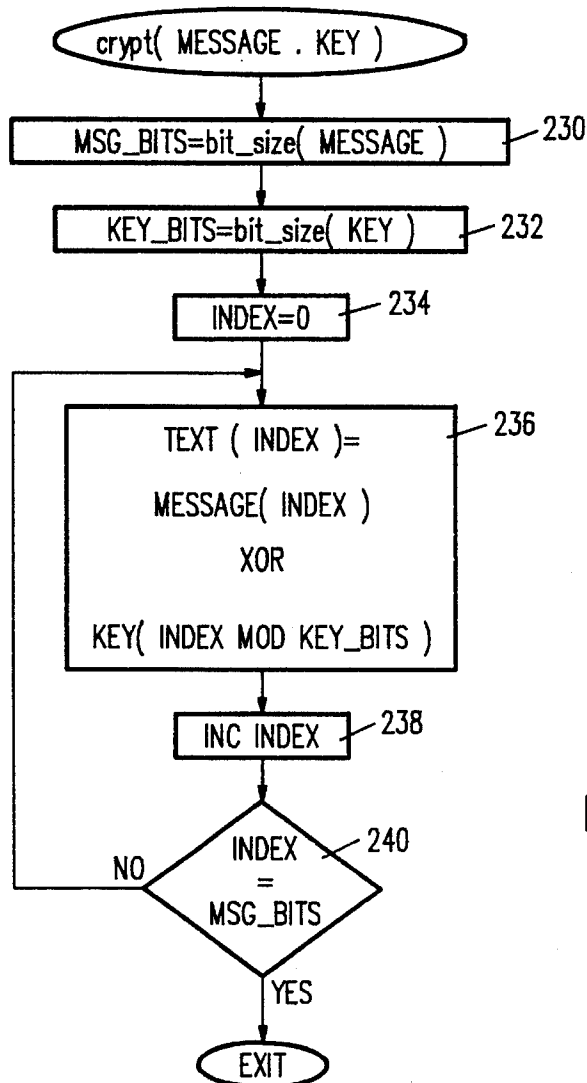 crypt( MESSAGE . KEY )
MSG_BITS=bit_size( MESSAGE )
230
KEY_BITS=bit_size( KEY )
232
INDEX=0
234
TEXT ( INDEX )=
MESSAGE( INDEX )
XOR
KEY( INDEX MOD KEY_BITS )
236
INC INDEX
238
INDEX
=
MSG_BITS
240
NO
YES
EXIT